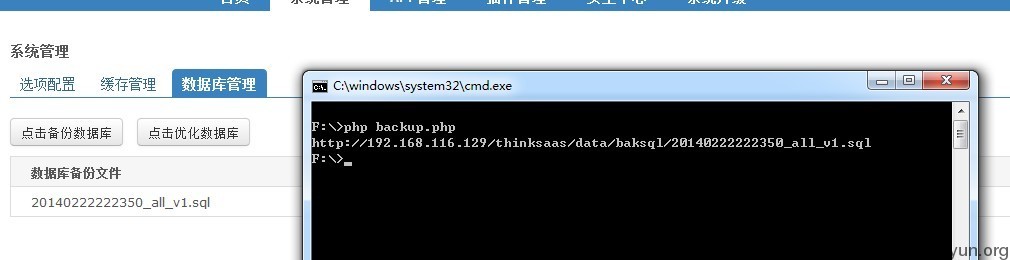 系统管理
选项配置 缓存管理 数据库管理
点击备份数据库 点击优化数据库
数据库备份文件
20140222222350_all_v1.sql
C:\windows\system32\cmd.exe
F:\>php backup.php
http://192.168.116.129/thinksaas/data/baksql/20140222222350_all_v1.sql
F:\>
yun.org